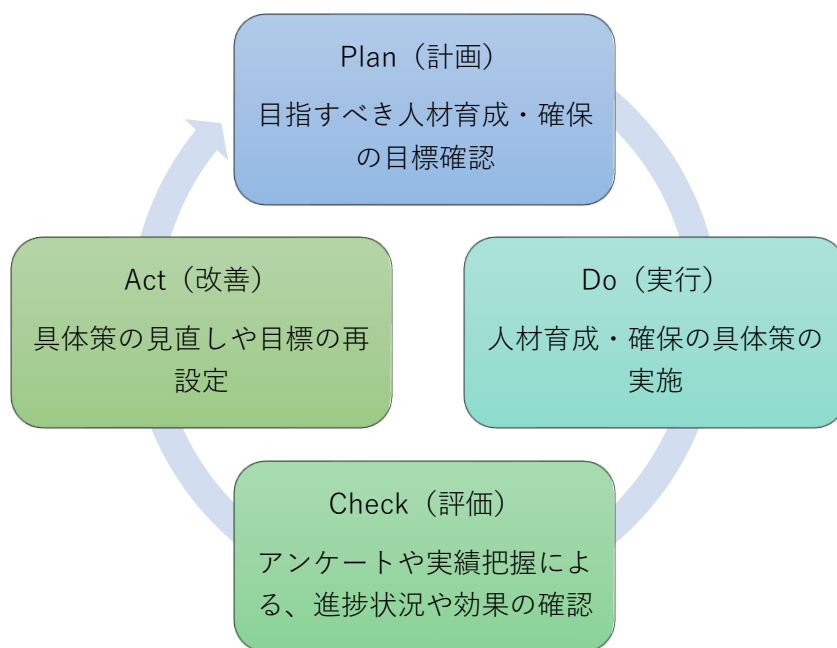 Plan（計画）
目指すべき人材育成・確保
の目標確認
Do（実行）
人材育成・確保の具体策の
実施
Check（評価）
アンケートや実績把握によ
る、進捗状況や効果の確認
Act（改善）
具体策の見直しや目標の再
設定